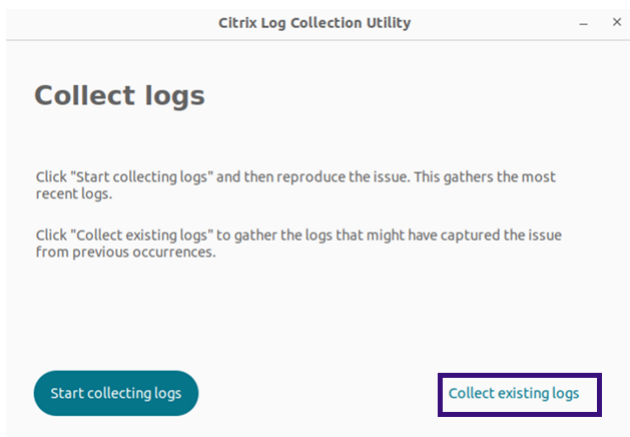 Citrix Log Collection Utility
Collect logs
Click "Start collecting logs" and then reproduce the issue. This gathers the most
recent logs.
Click "Collect existing logs" to gather the logs that might have captured the issue
from previous occurrences.
Start collecting logs
Collect existing logs